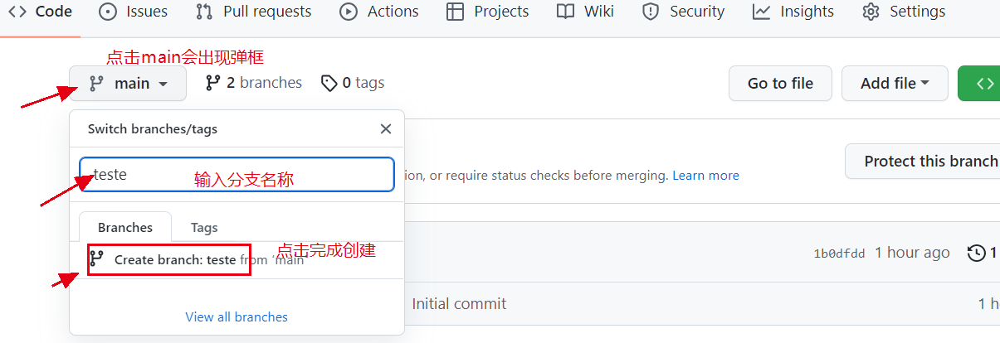 Code Issues Pull requests Actions Projects Wiki Security Insights Settings
点击main会出现弹框
main 2 branches 0 tags Go to file Add file
Switch branches/tags
Protect this branch
teste 输入分支名称 ion, or require status checks before merging. Learn more
Branches Tags
点击完成创建
Create branch: teste from 'main 1b0dfdd 1 hour ago 1
Initial commit 1 h
View all branches